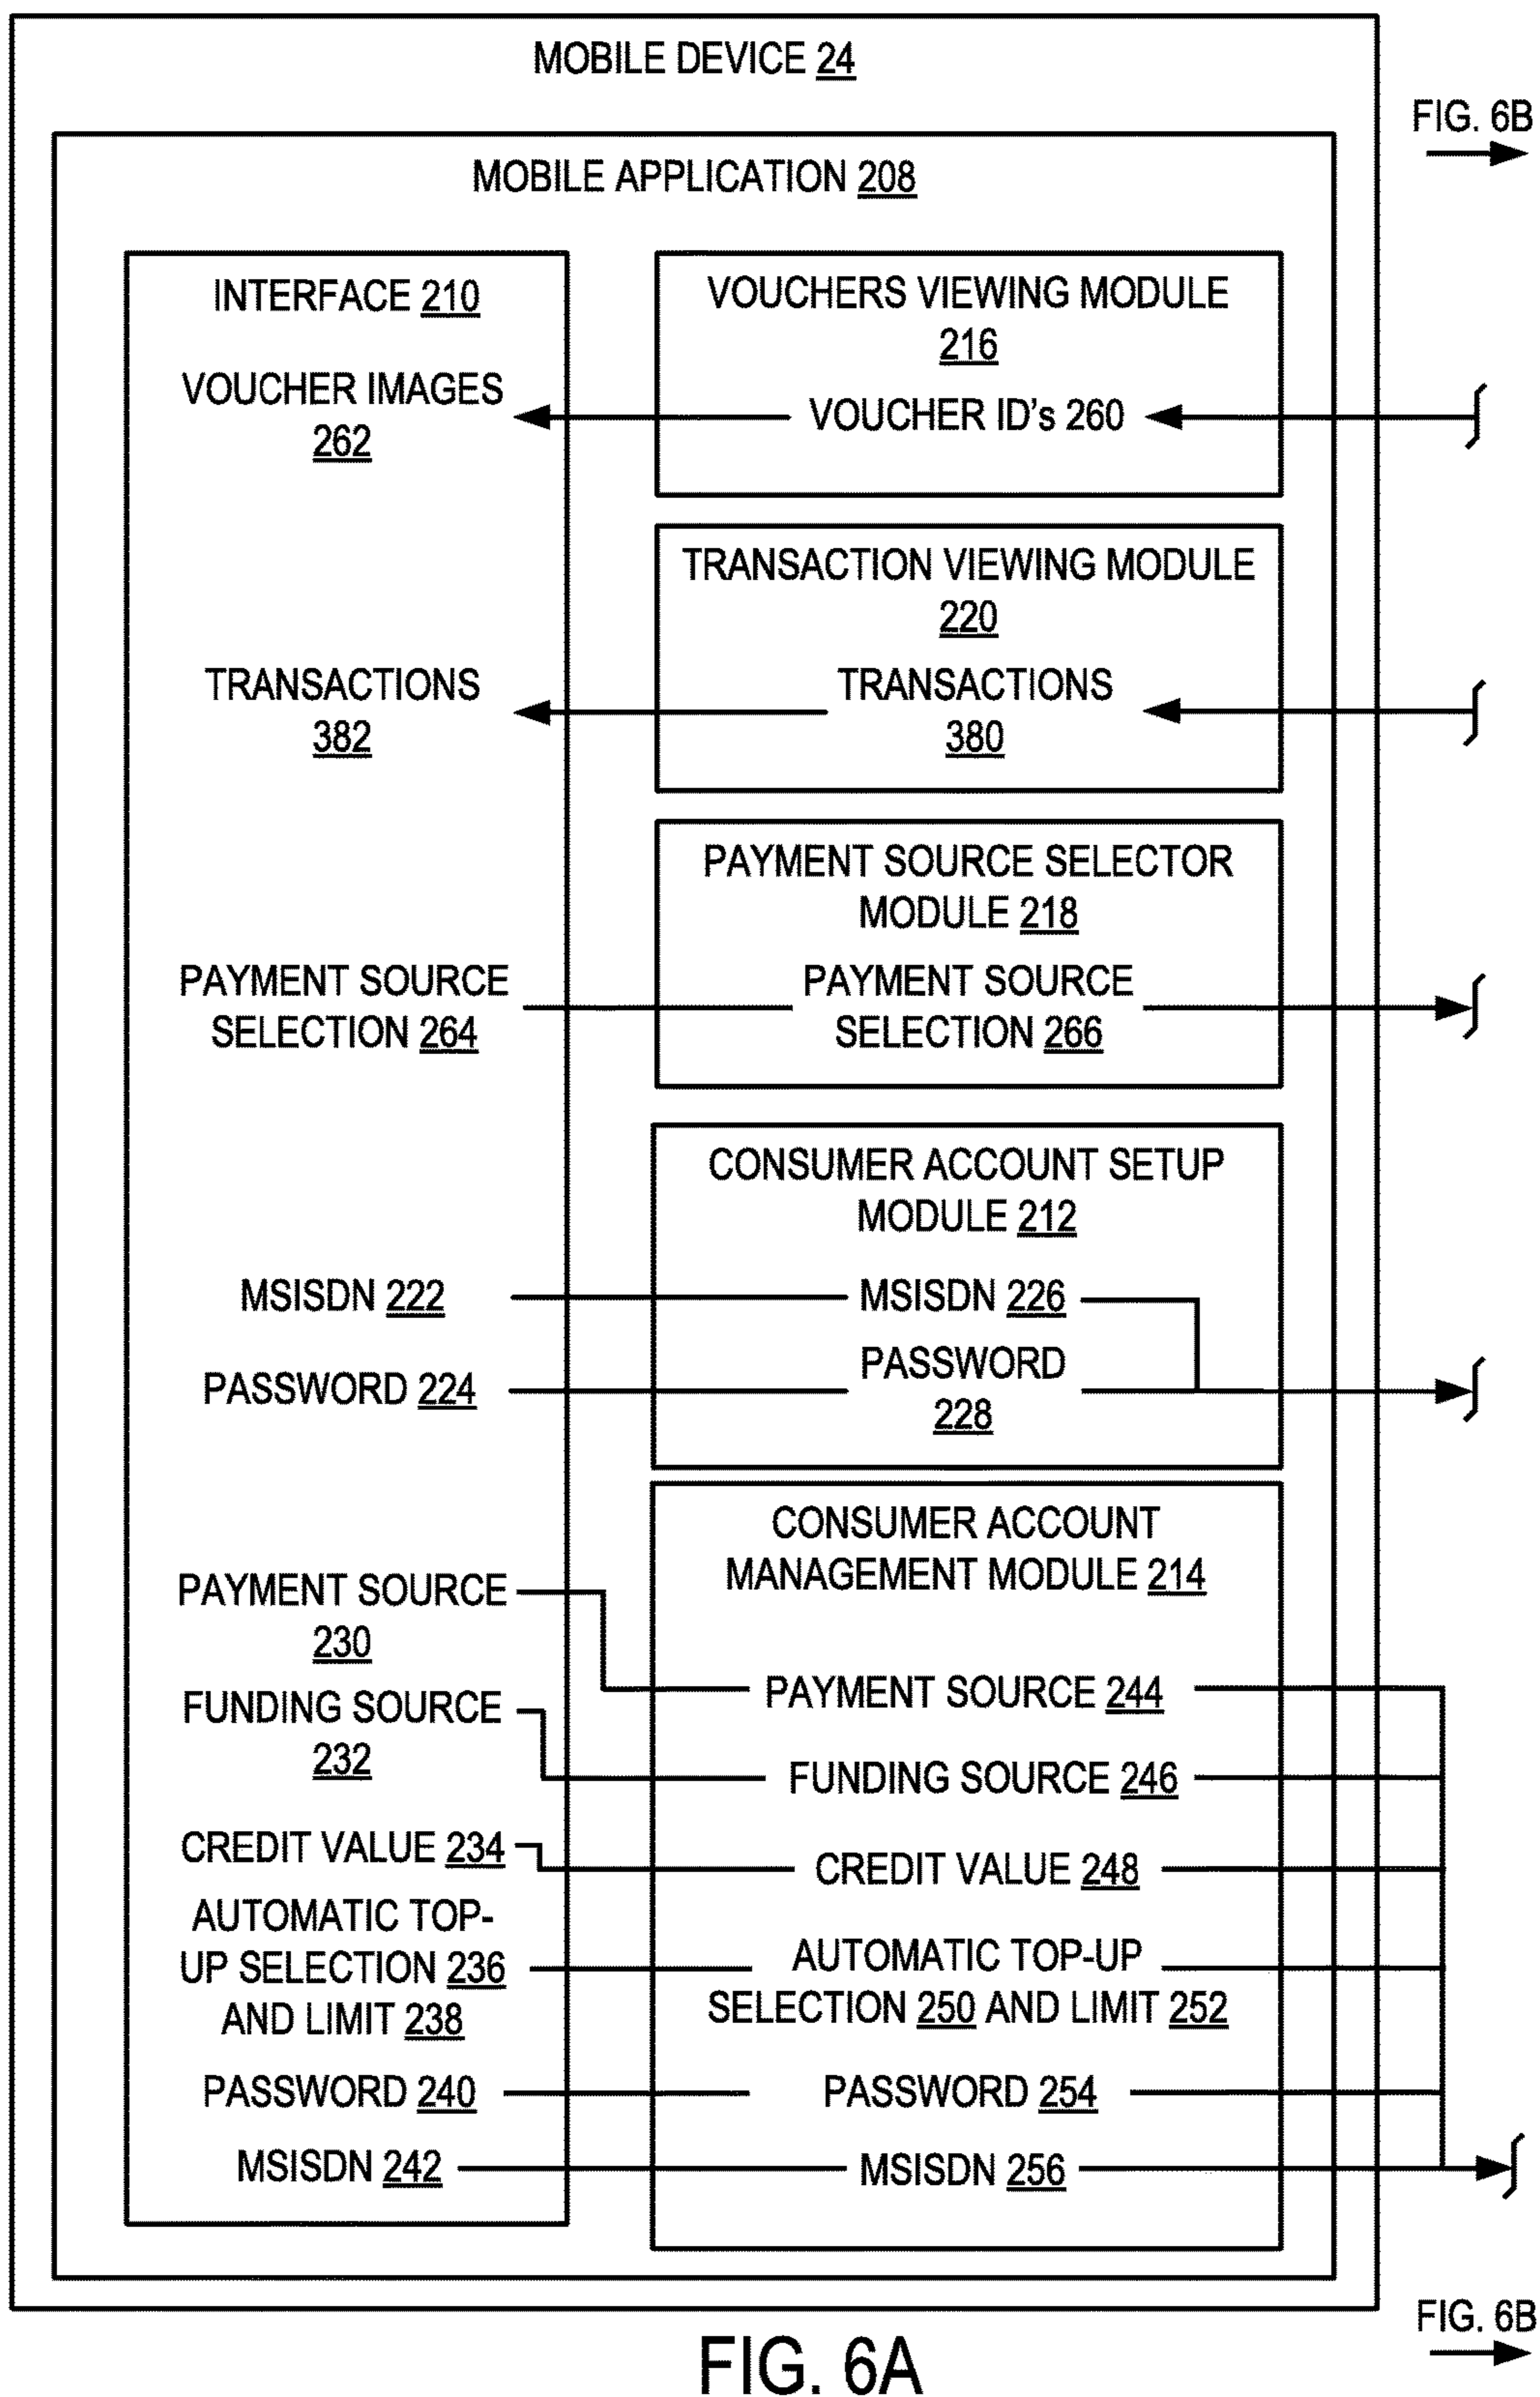 MOBILE DEVICE 24
FIG. 6B
MOBILE APPLICATION 208
INTERFACE 210
VOUCHER IMAGES
262
TRANSACTIONS
382
PAYMENT SOURCE
SELECTION 264
MSISDN 222
PASSWORD 224
PAYMENT SOURCE
230
FUNDING SOURCE
232
CREDIT VALUE 234
AUTOMATIC TOP-
UP SELECTION 236
AND LIMIT 238
PASSWORD 240
MSISDN 242
VOUCHERS VIEWING MODULE
216
VOUCHER ID's 260
TRANSACTION VIEWING MODULE
220
TRANSACTIONS
380
PAYMENT SOURCE SELECTOR
MODULE 218
PAYMENT SOURCE
SELECTION 266
CONSUMER ACCOUNT SETUP
MODULE 212
MSISDN 226
PASSWORD
228
CONSUMER ACCOUNT
MANAGEMENT MODULE 214
PAYMENT SOURCE 244
FUNDING SOURCE 246
CREDIT VALUE 248
AUTOMATIC TOP-UP
SELECTION 250 AND LIMIT 252
PASSWORD 254
MSISDN 256
FIG. 6B
FIG. 6A